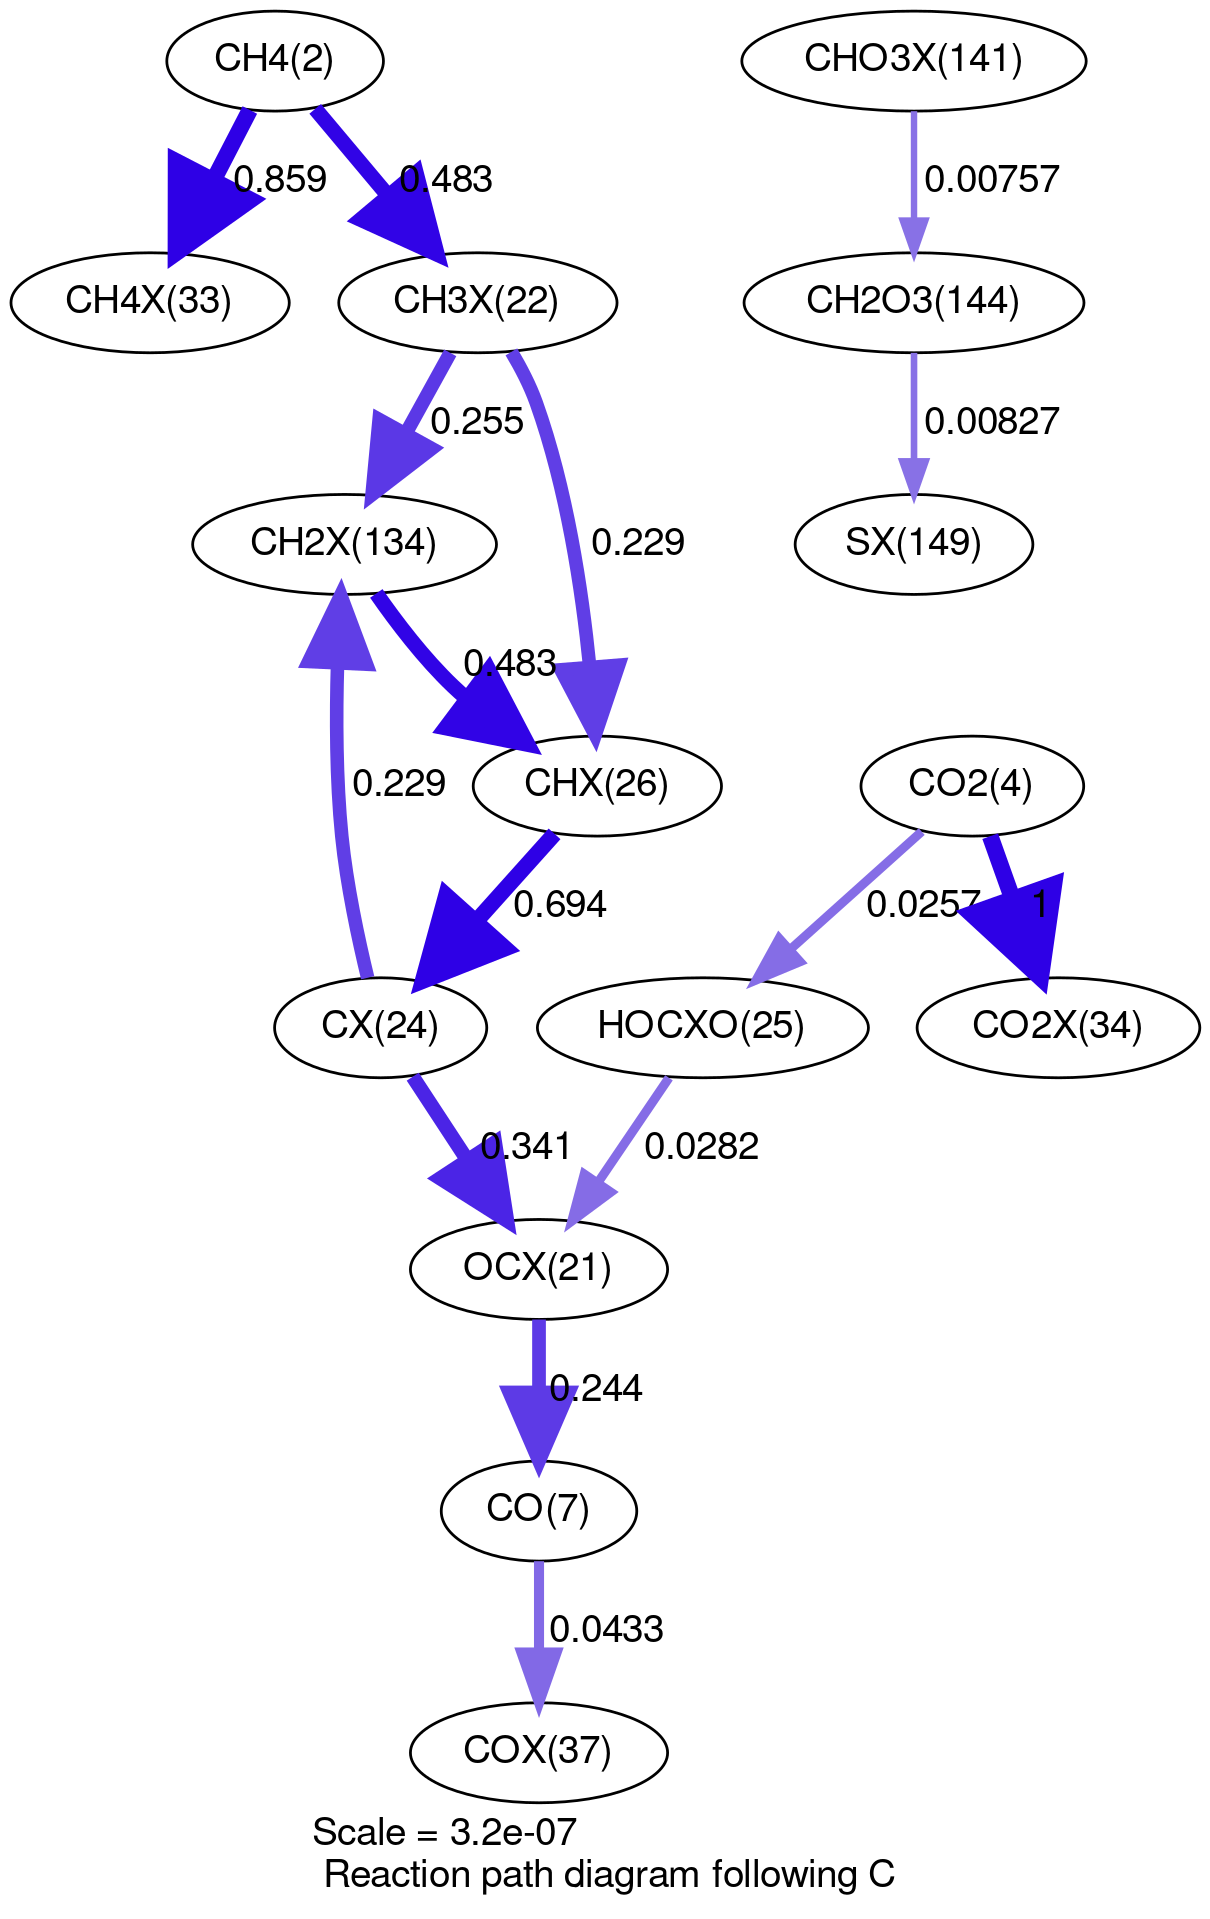 CH4(2)
CHO3X(141)
0.859
0.483
0.00757
CH4X(33)
CH3X(22)
CH2O3(144)
0.255
0.00827
0.229
CH2X(134)
SX(149)
0.483
0.229
CHX(26)
CO2(4)
0.694
0.0257
1
CX(24)
HOCXO(25)
CO2X(34)
0.341
0.0282
OCX(21)
0.244
CO(7)
0.0433
COX(37)
Scale = 3.2e-07
Reaction path diagram following C